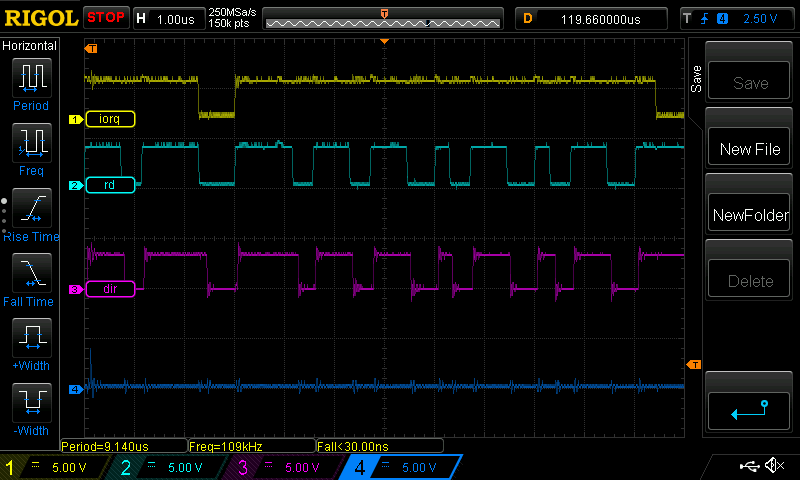 RIGOL STOP H 1.00us 250MSa/s 150k pts T D 119.660000us T 4 2.50 V
Horizontal
Period
Freq
Rise Time
Fall Time
+Width
-Width
T
1 iorq
2 rd
3 dir
4
T
Save
Save
New File
NewFolder
Delete
Period=9.140us Freq=109kHz Fall<30.00ns
1 5.00 V 2 5.00 V 3 5.00 V 4 5.00 V